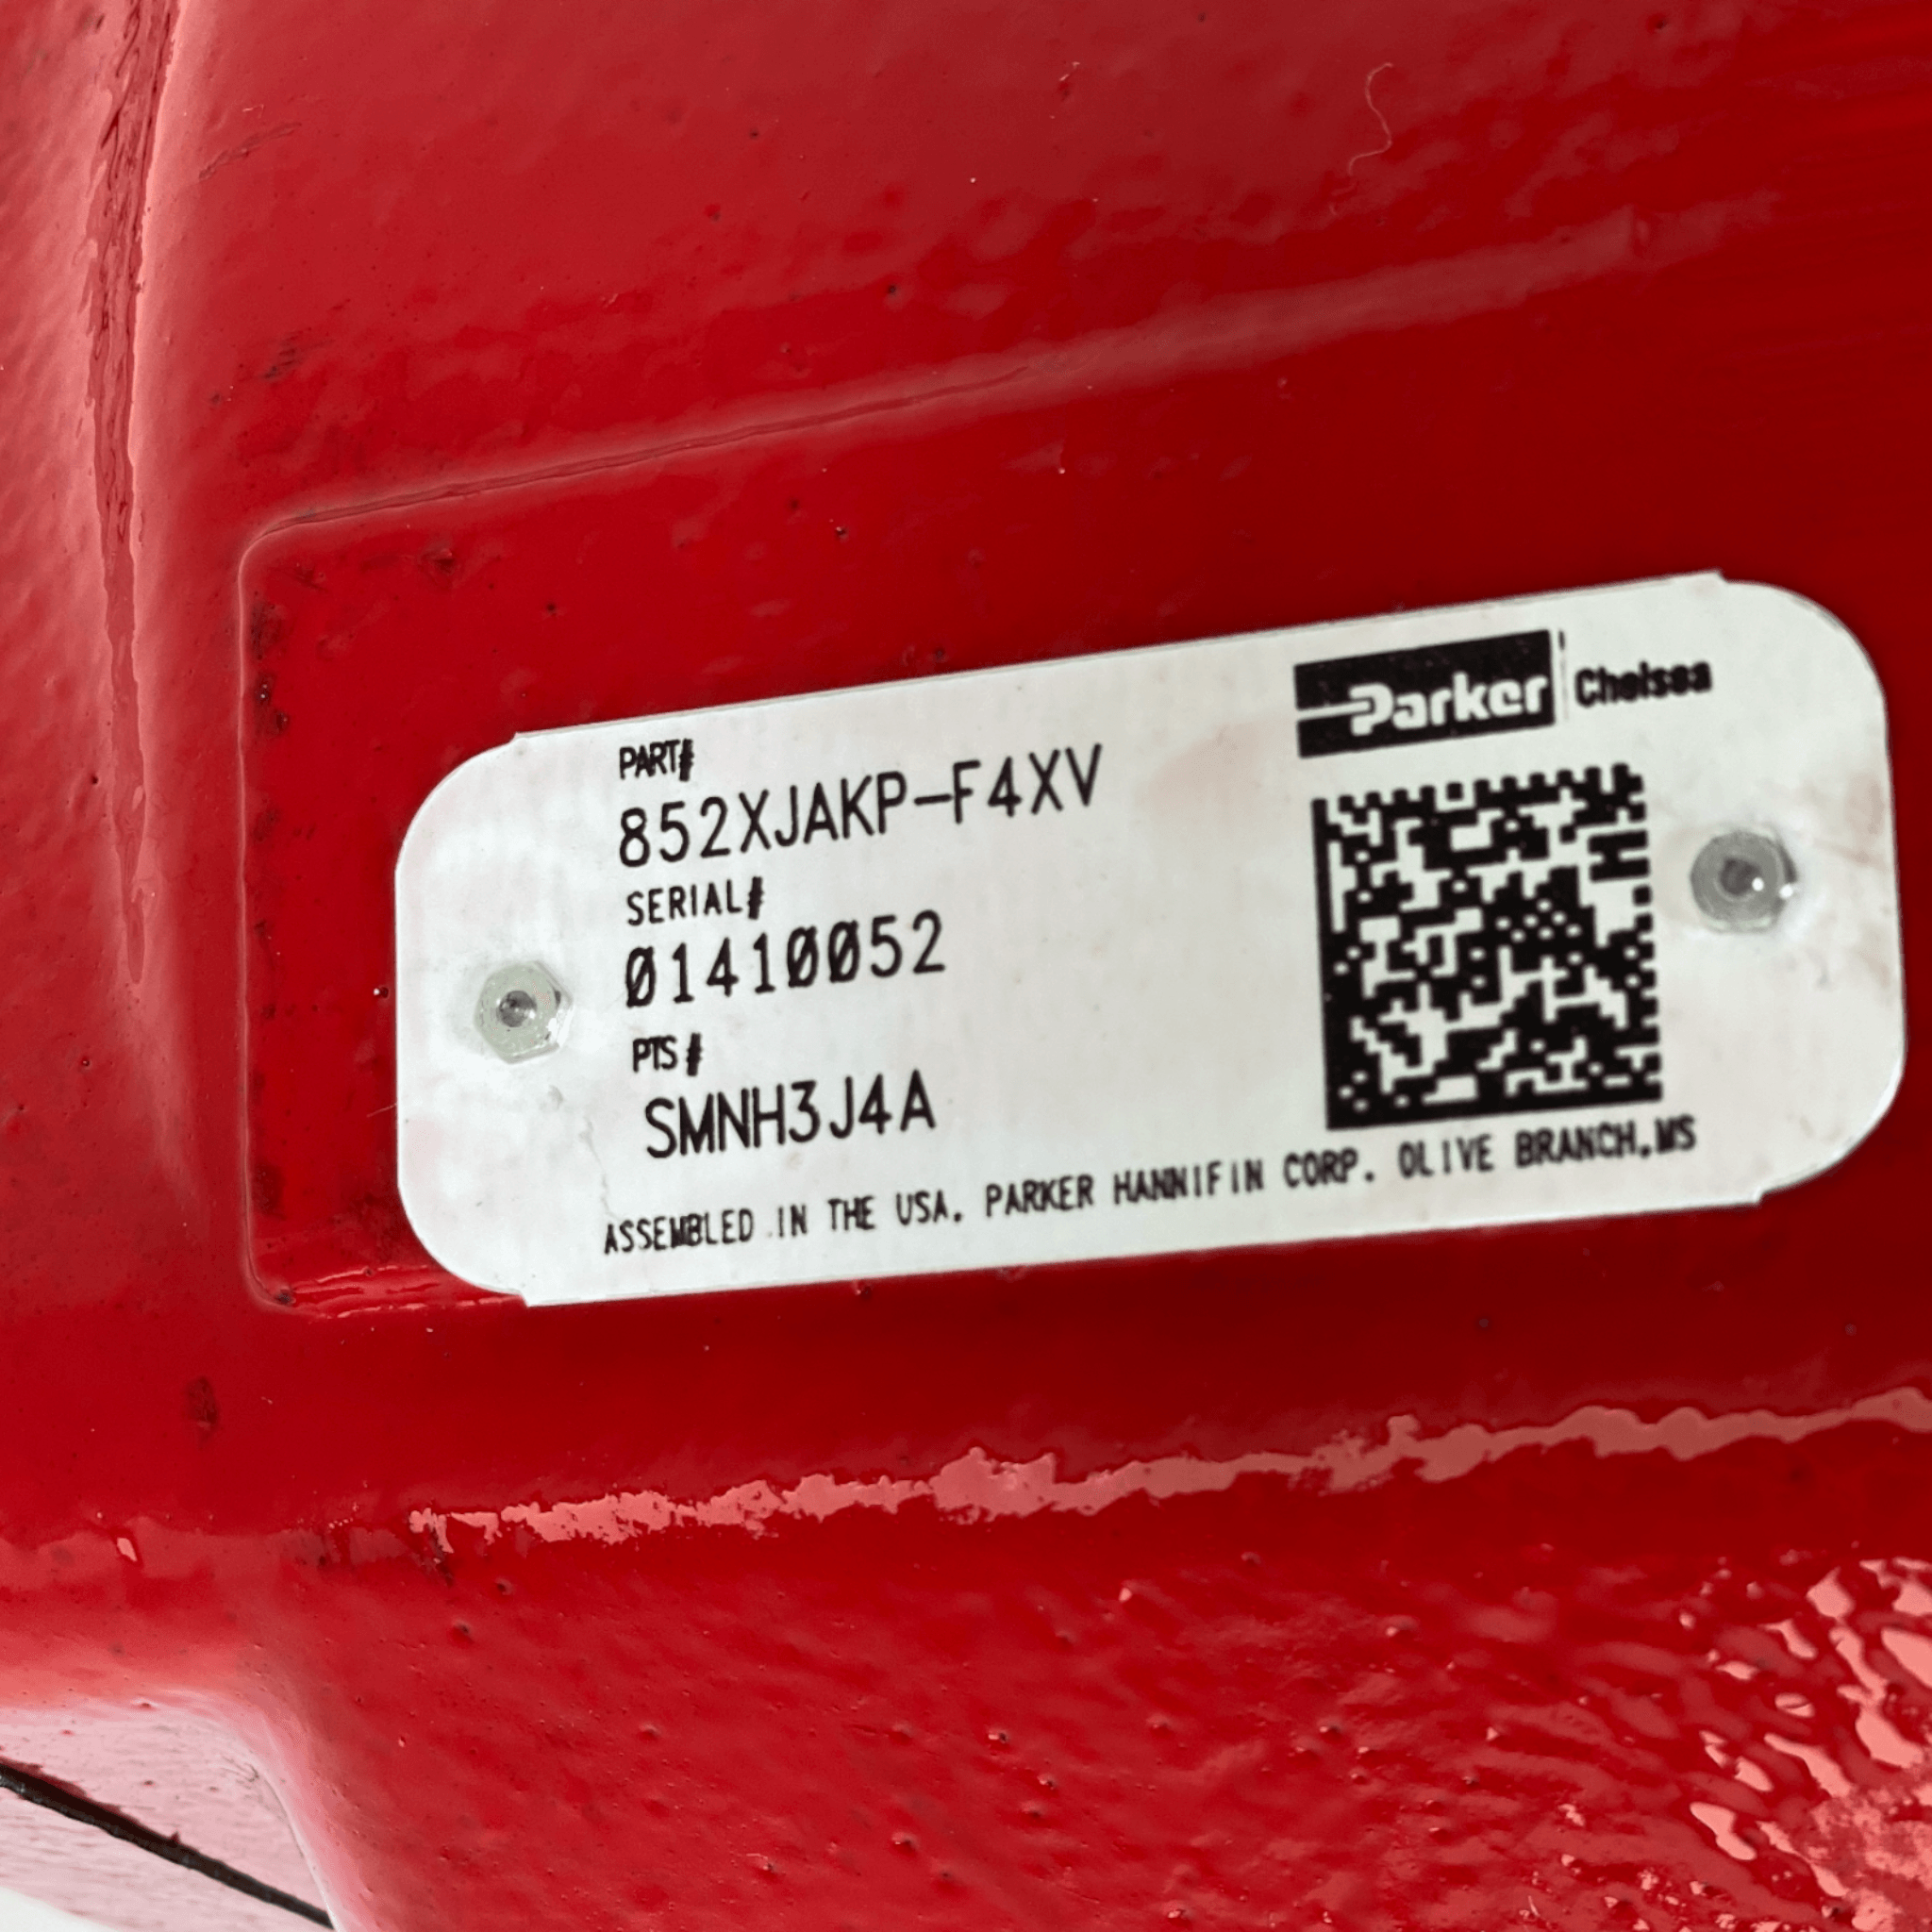 Parker Chelsea
PART#
852XJAKP-F4XV
SERIAL#
01410052
PTS #
SMNH3J4A
ASSEMBLED IN THE USA. PARKER HANNIFIN CORP. OLIVE BRANCH,MS